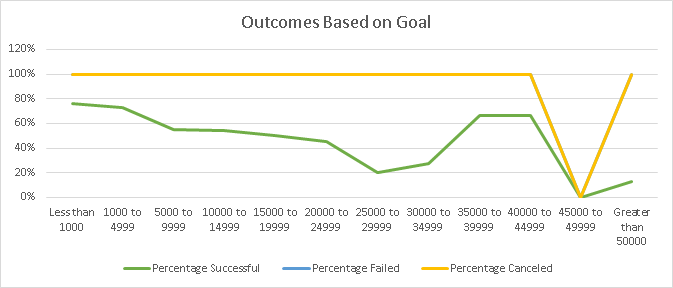 Outcomes Based on Goal
120%
100%
80%
60%
40%
20%
0%
Less than 1000 to 5000 to 10000 to 15000 to 20000 to 25000 to 30000 to 35000 to 40000 to 45000 to Greater
1000 4999 9999 14999 19999 24999 29999 34999 39999 44999 49999 than
50000
Percentage Successful Percentage Failed Percentage Canceled